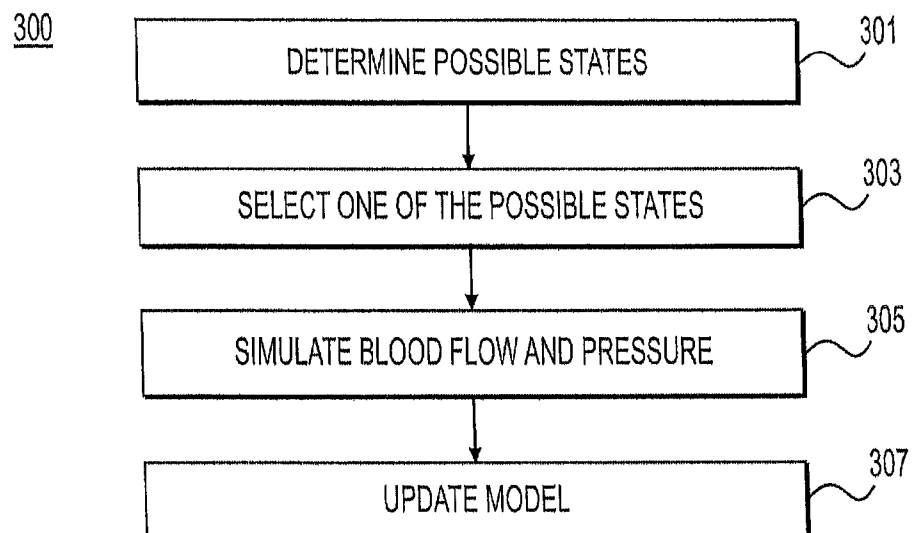 300
DETERMINE POSSIBLE STATES
301
SELECT ONE OF THE POSSIBLE STATES
303
SIMULATE BLOOD FLOW AND PRESSURE
305
UPDATE MODEL
307